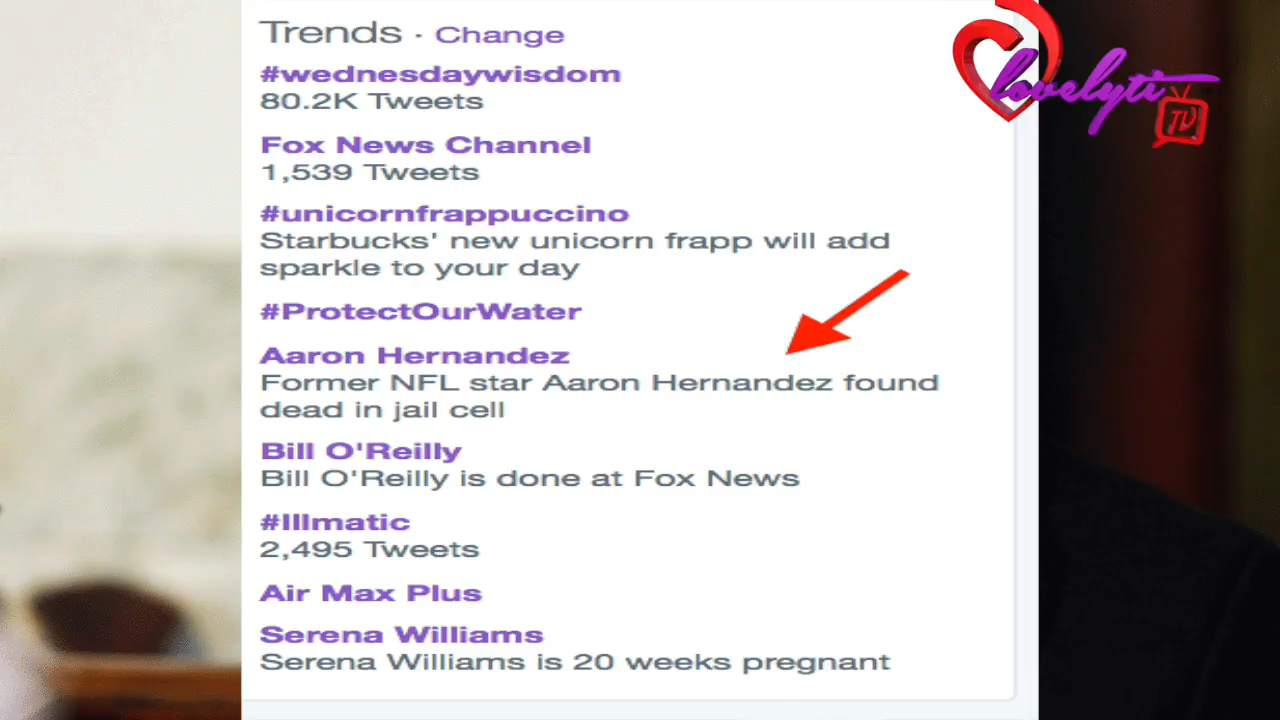 Trends · Change
#wednesdaywisdom
80.2K Tweets
Fox News Channel
1,539 Tweets
#unicornfrappuccino
Starbucks' new unicorn frapp will add
sparkle to your day
#ProtectOurWater
Aaron Hernandez
Former NFL star Aaron Hernandez found
dead in jail cell
Bill O'Reilly
Bill O'Reilly is done at Fox News
#Illmatic
2,495 Tweets
Air Max Plus
Serena Williams
Serena Williams is 20 weeks pregnant
lovelyti
TV